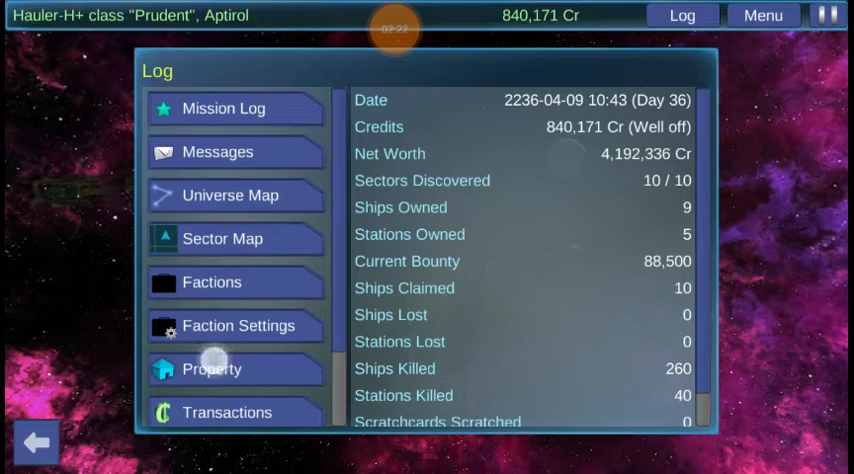 Hauler-H+ class "Prudent", Aptirol
840,171 Cr
Log
Menu
02:22
Log
Mission Log
Messages
Universe Map
Sector Map
Factions
Faction Settings
Property
Transactions
Date 2236-04-09 10:43 (Day 36)
Credits 840,171 Cr (Well off)
Net Worth 4,192,336 Cr
Sectors Discovered 10 / 10
Ships Owned 9
Stations Owned 5
Current Bounty 88,500
Ships Claimed 10
Ships Lost 0
Stations Lost 0
Ships Killed 260
Stations Killed 40
Scratchcards Scratched 0